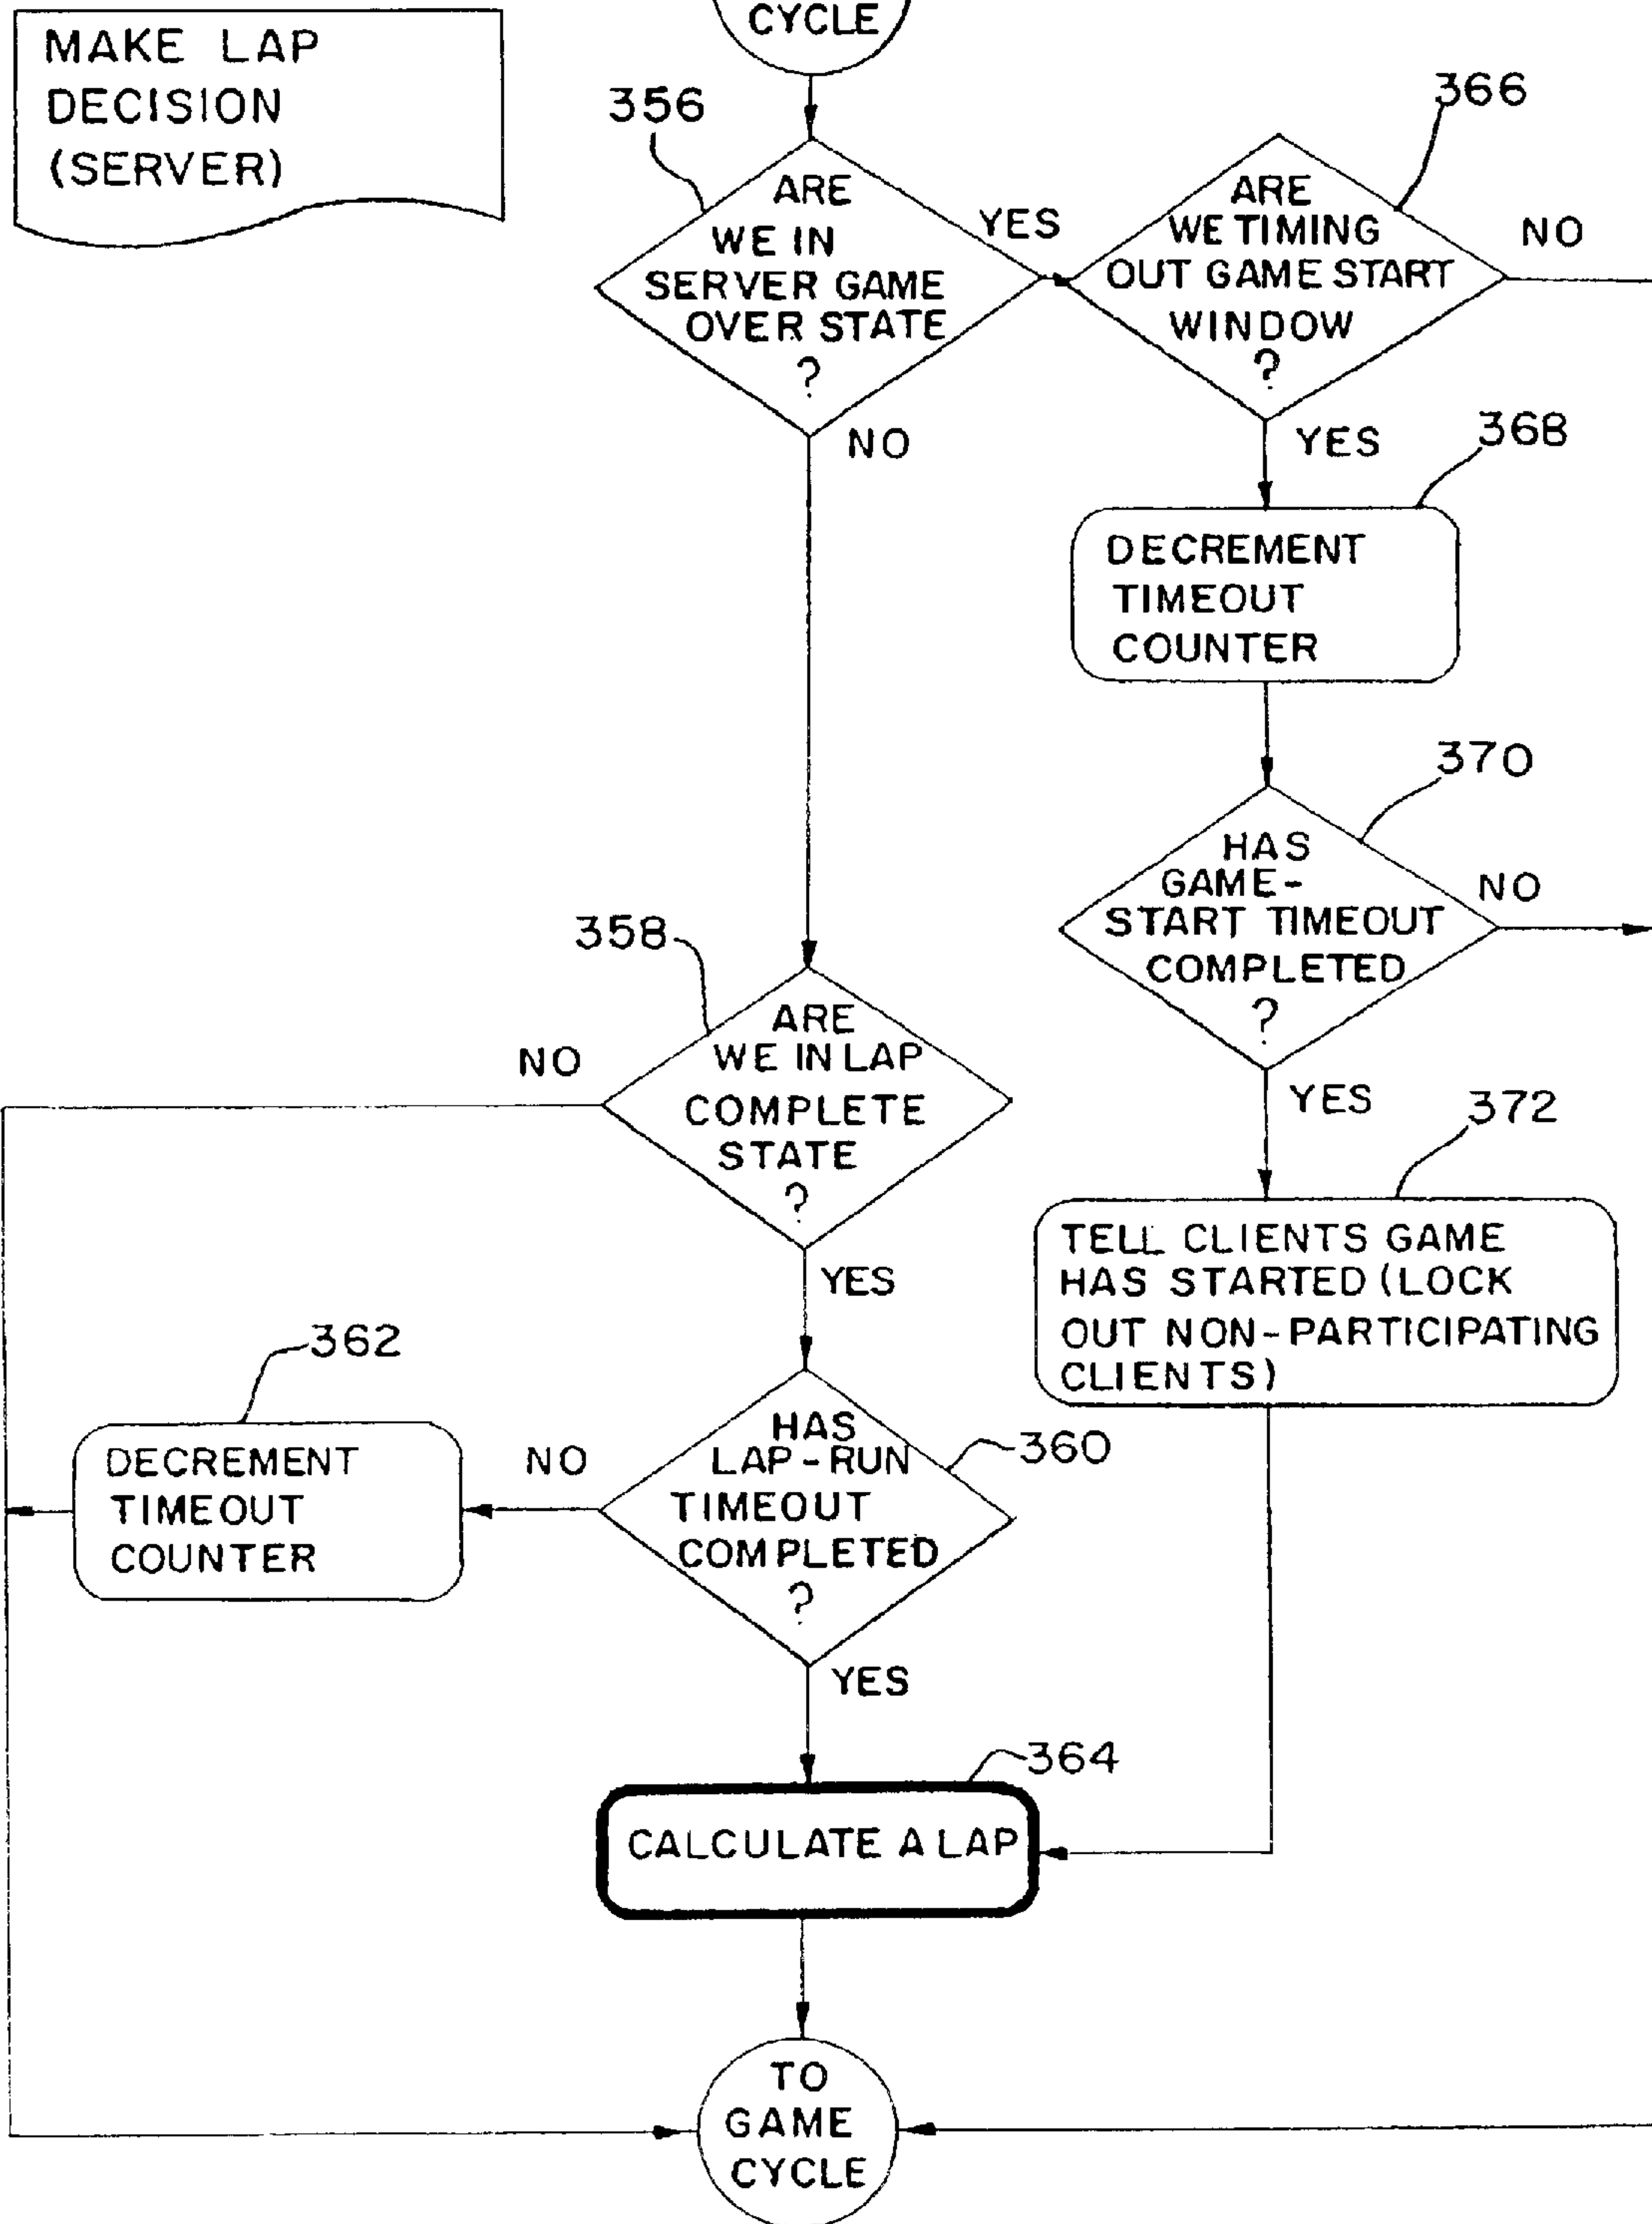 MAKE LAP
DECISION
(SERVER)
CYCLE
356
ARE
WE IN
SERVER GAME
OVER STATE
?
YES
NO
366
ARE
WE TIMING
OUT GAME START
WINDOW
?
NO
YES
368
DECREMENT
TIMEOUT
COUNTER
370
HAS
GAME-
START TIMEOUT
COMPLETED
?
NO
YES
372
TELL CLIENTS GAME
HAS STARTED (LOCK
OUT NON-PARTICIPATING
CLIENTS)
358
ARE
WE IN LAP
COMPLETE
STATE
?
NO
YES
360
HAS
LAP-RUN
TIMEOUT
COMPLETED
?
NO
YES
362
DECREMENT
TIMEOUT
COUNTER
364
CALCULATE A LAP
TO
GAME
CYCLE